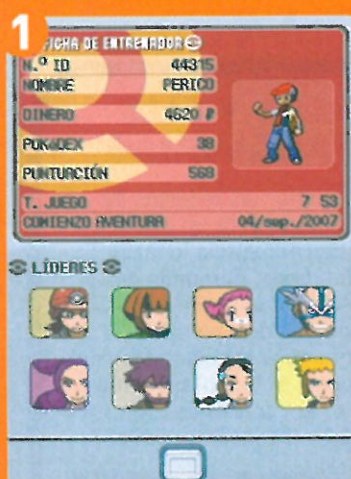 1
FICHA DE ENTRENADOR
N.º ID 44315
NOMBRE PERICO
DINERO 4620 ₽
POKéDEX 38
PUNTUACIÓN 568
T. JUEGO 7 53
COMIENZO AVENTURA 04/sep./2007
LÍDERES